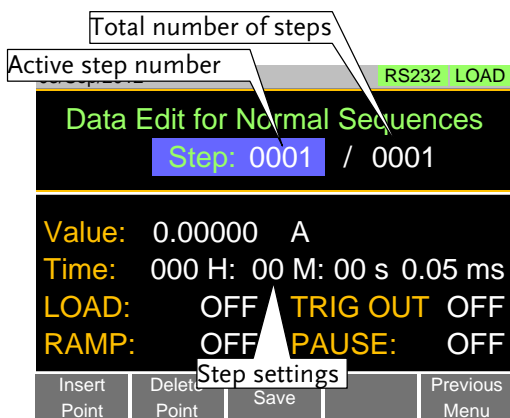 Total number of steps
Active step number
RS232 LOAD
Data Edit for Normal Sequences
Step: 0001 / 0001
Value: 0.00000 A
Time: 000 H: 00 M: 00 s 0.05 ms
LOAD: OFF TRIG OUT OFF
RAMP: OFF PAUSE: OFF
Step settings
Insert Point
Delete Point
Save
Previous Menu